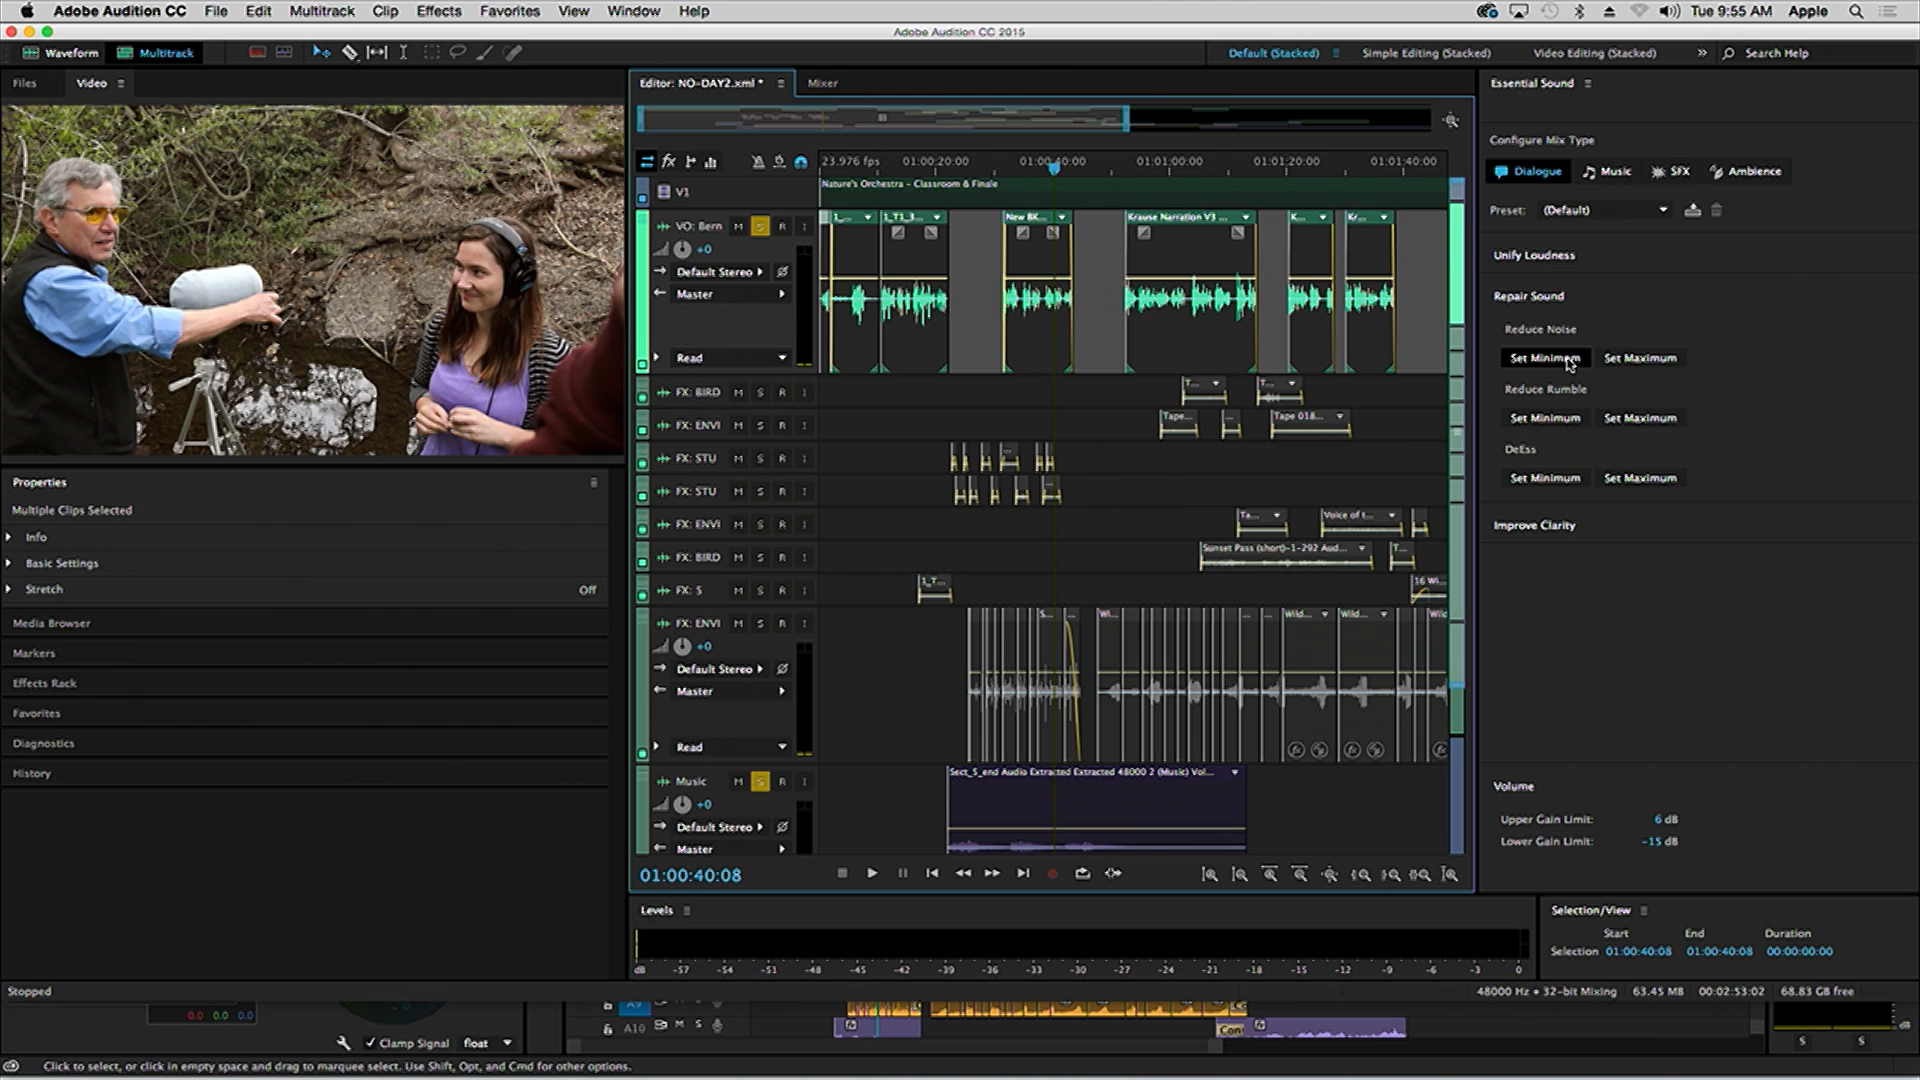 Adobe Audition CC File Edit Multitrack Clip Effects Favorites View Window Help Tue 9:55 AM Apple
Adobe Audition CC 2015
Waveform Multitrack Default (Stacked) Simple Editing (Stacked) Video Editing (Stacked) Search Help
Files Video
Editor: NO-DAY2.xml * Mixer
23.976 fps 01:00:20:00 01:00:40:00 01:01:00:00 01:01:20:00 01:01:40:00
V1
Nature's Orchestra - Classroom & Finale
1_... 1_T1_3... New BK... Krause Narration V3 ... K... Kr...
VO: Bern M S R I
+0
Default Stereo
Master
Read
FX: BIRD M S R I T... T...
FX: ENVI M S R I Tape... ... Tape 018...
FX: STU M S R I
FX: STU M S R I
FX: ENVI M S R I Ta... Voice of t...
FX: BIRD M S R I Sunset Pass (short)-1-292 Aud... T...
FX: S M S R I 1_T... 16 Wi...
FX: ENVI M S R I S... ... Wi... ... ... Wild... Wild... Wild
+0
Default Stereo
Master
Read
Music M S R I
Sect_5_end Audio Extracted Extracted 48000 2 (Music) Vol...
+0
Default Stereo
Master
01:00:40:08
Properties
Multiple Clips Selected
Info
Basic Settings
Stretch Off
Media Browser
Markers
Effects Rack
Favorites
Diagnostics
History
Essential Sound
Configure Mix Type
Dialogue Music SFX Ambience
Preset: (Default)
Unify Loudness
Repair Sound
Reduce Noise
Set Minimum Set Maximum
Reduce Rumble
Set Minimum Set Maximum
DeEss
Set Minimum Set Maximum
Improve Clarity
Volume
Upper Gain Limit: 6 dB
Lower Gain Limit: -15 dB
Levels
dB -57 -54 -51 -48 -45 -42 -39 -36 -33 -30 -27 -24 -21 -18 -15 -12 -9 -6 -3 0
Selection/View
Start End Duration
Selection 01:00:40:08 01:00:40:08 00:00:00:00
Stopped 48000 Hz • 32-bit Mixing 63.45 MB 00:02:53:02 68.83 GB free
0.0 0.0 0.0
A9
A10 M S
Con
Clamp Signal float
S S
Click to select, or click in empty space and drag to marquee select. Use Shift, Opt, and Cmd for other options.